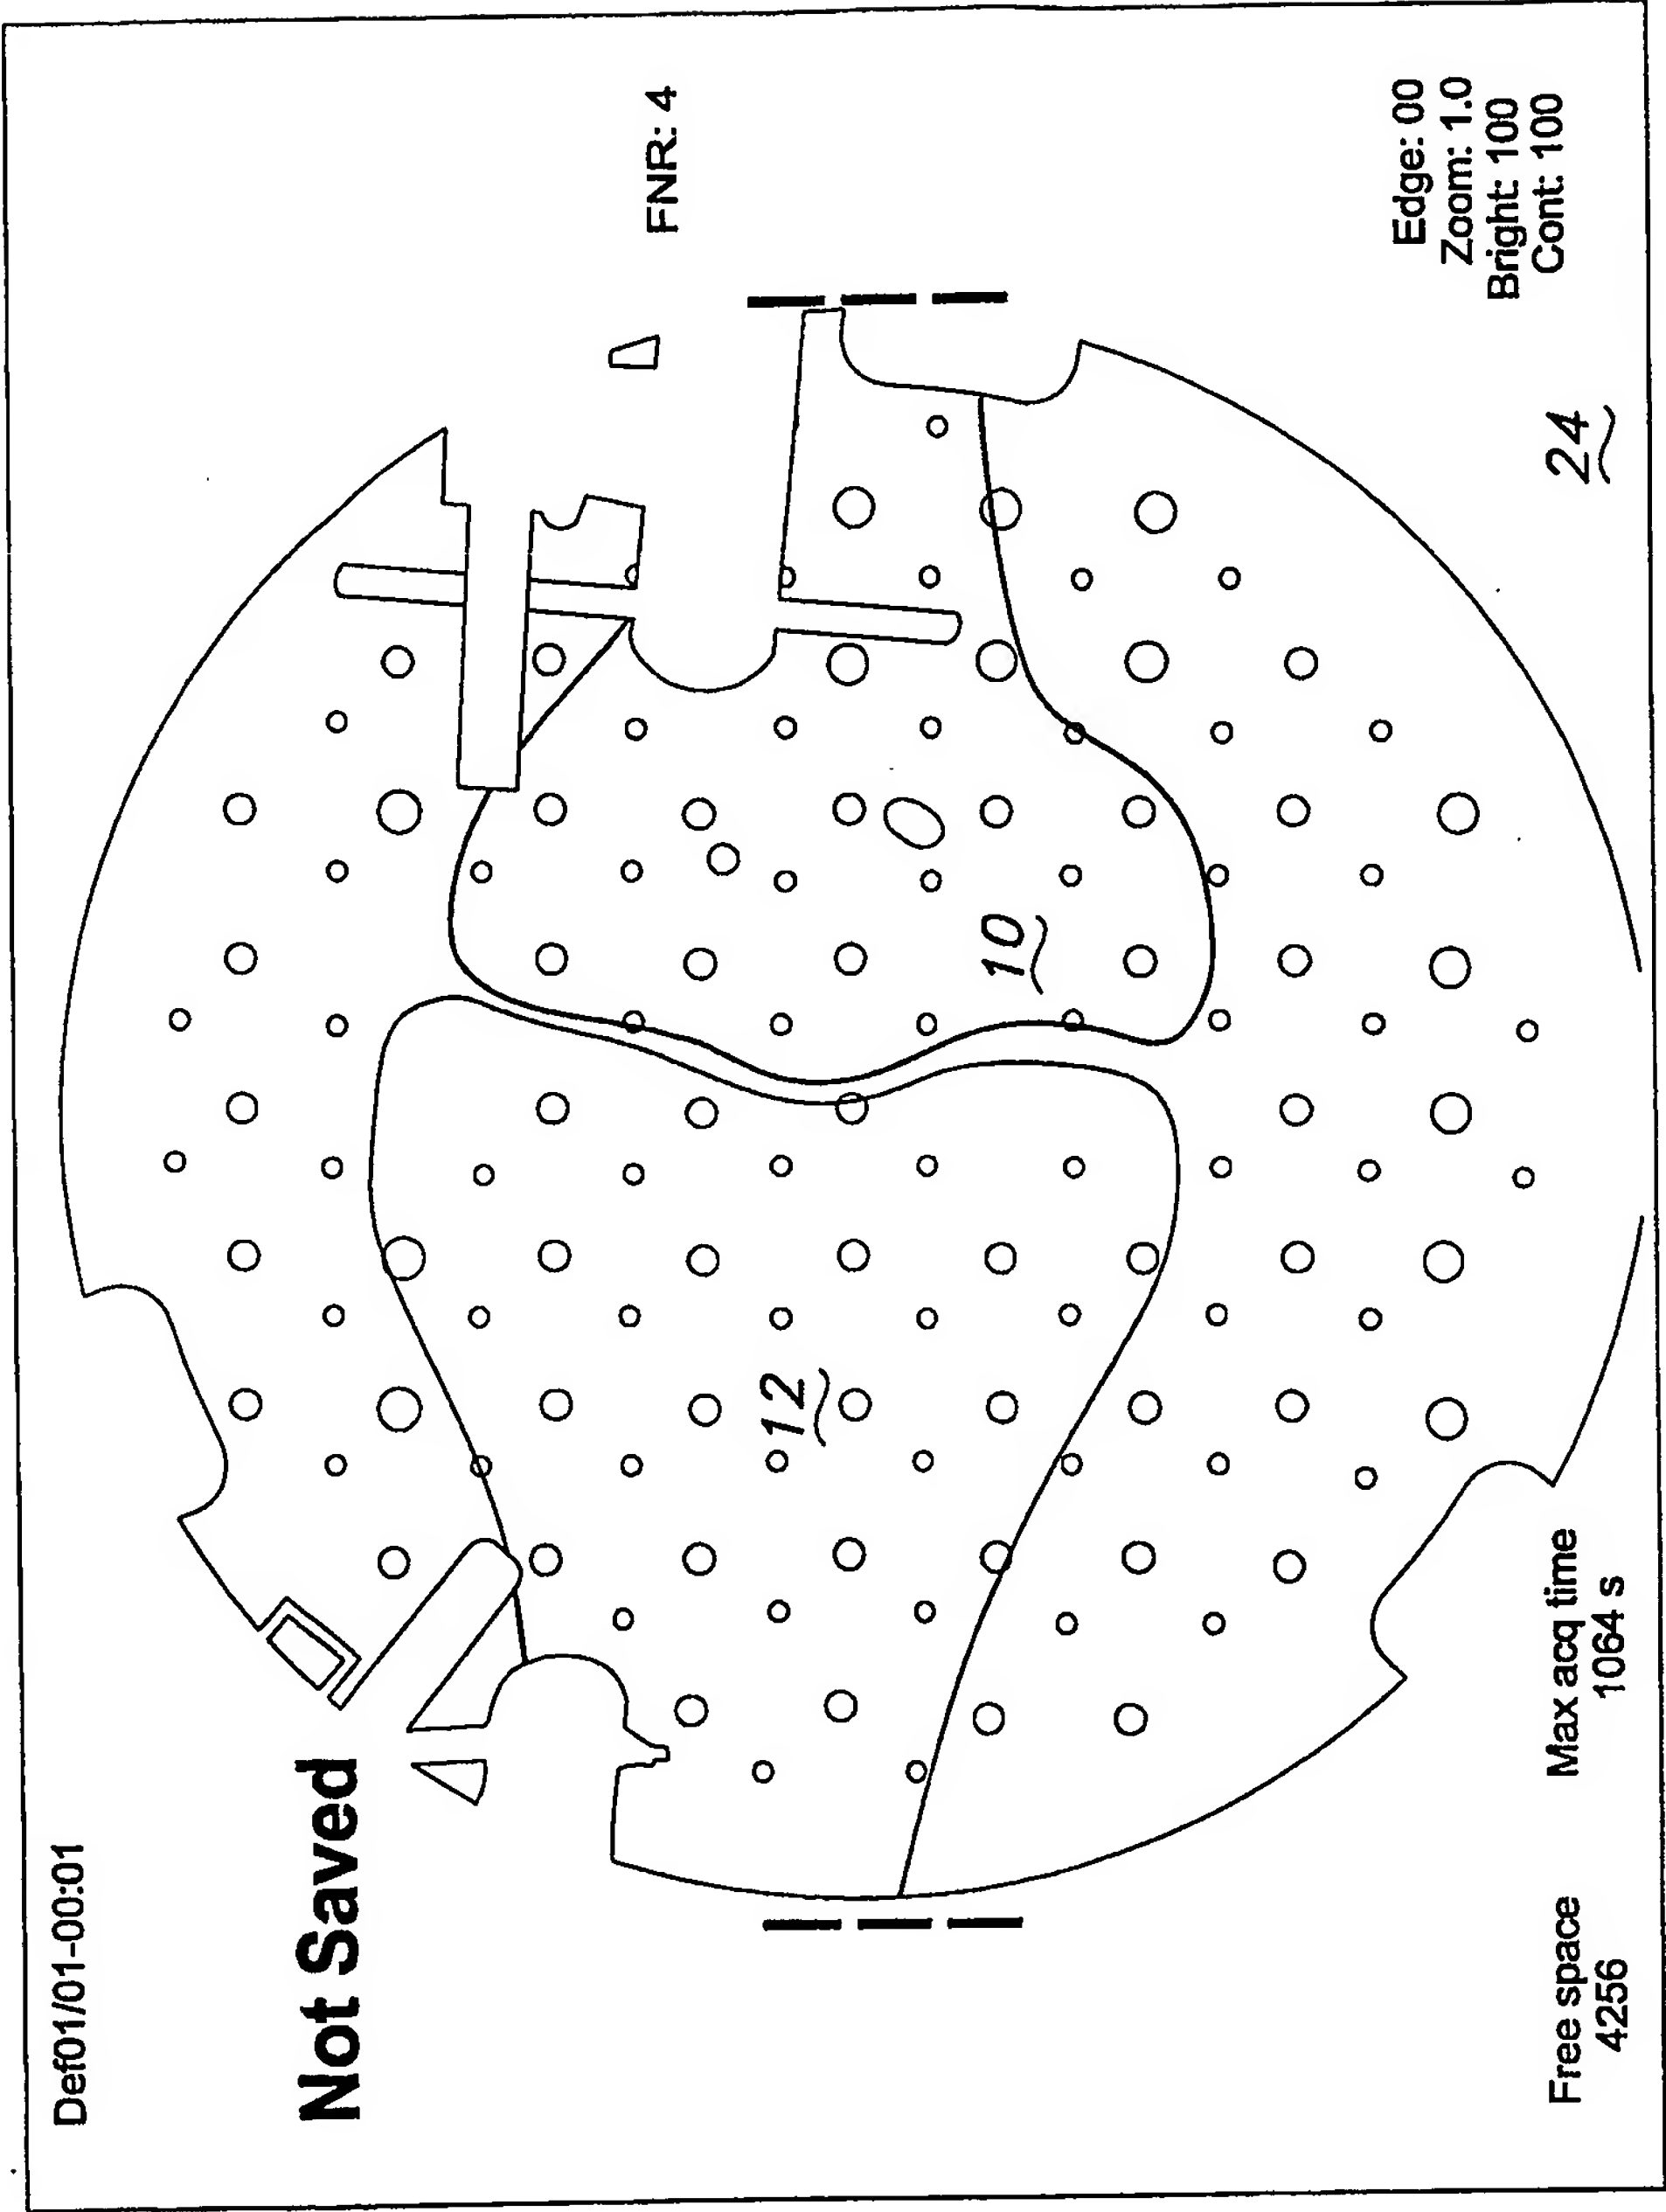 Def01/01-00:01
Not Saved
FNR: 4
12
10
24
Edge: 00
Zoom: 1.0
Bright: 100
Cont: 100
Free space
4256
Max acq time
1064 s